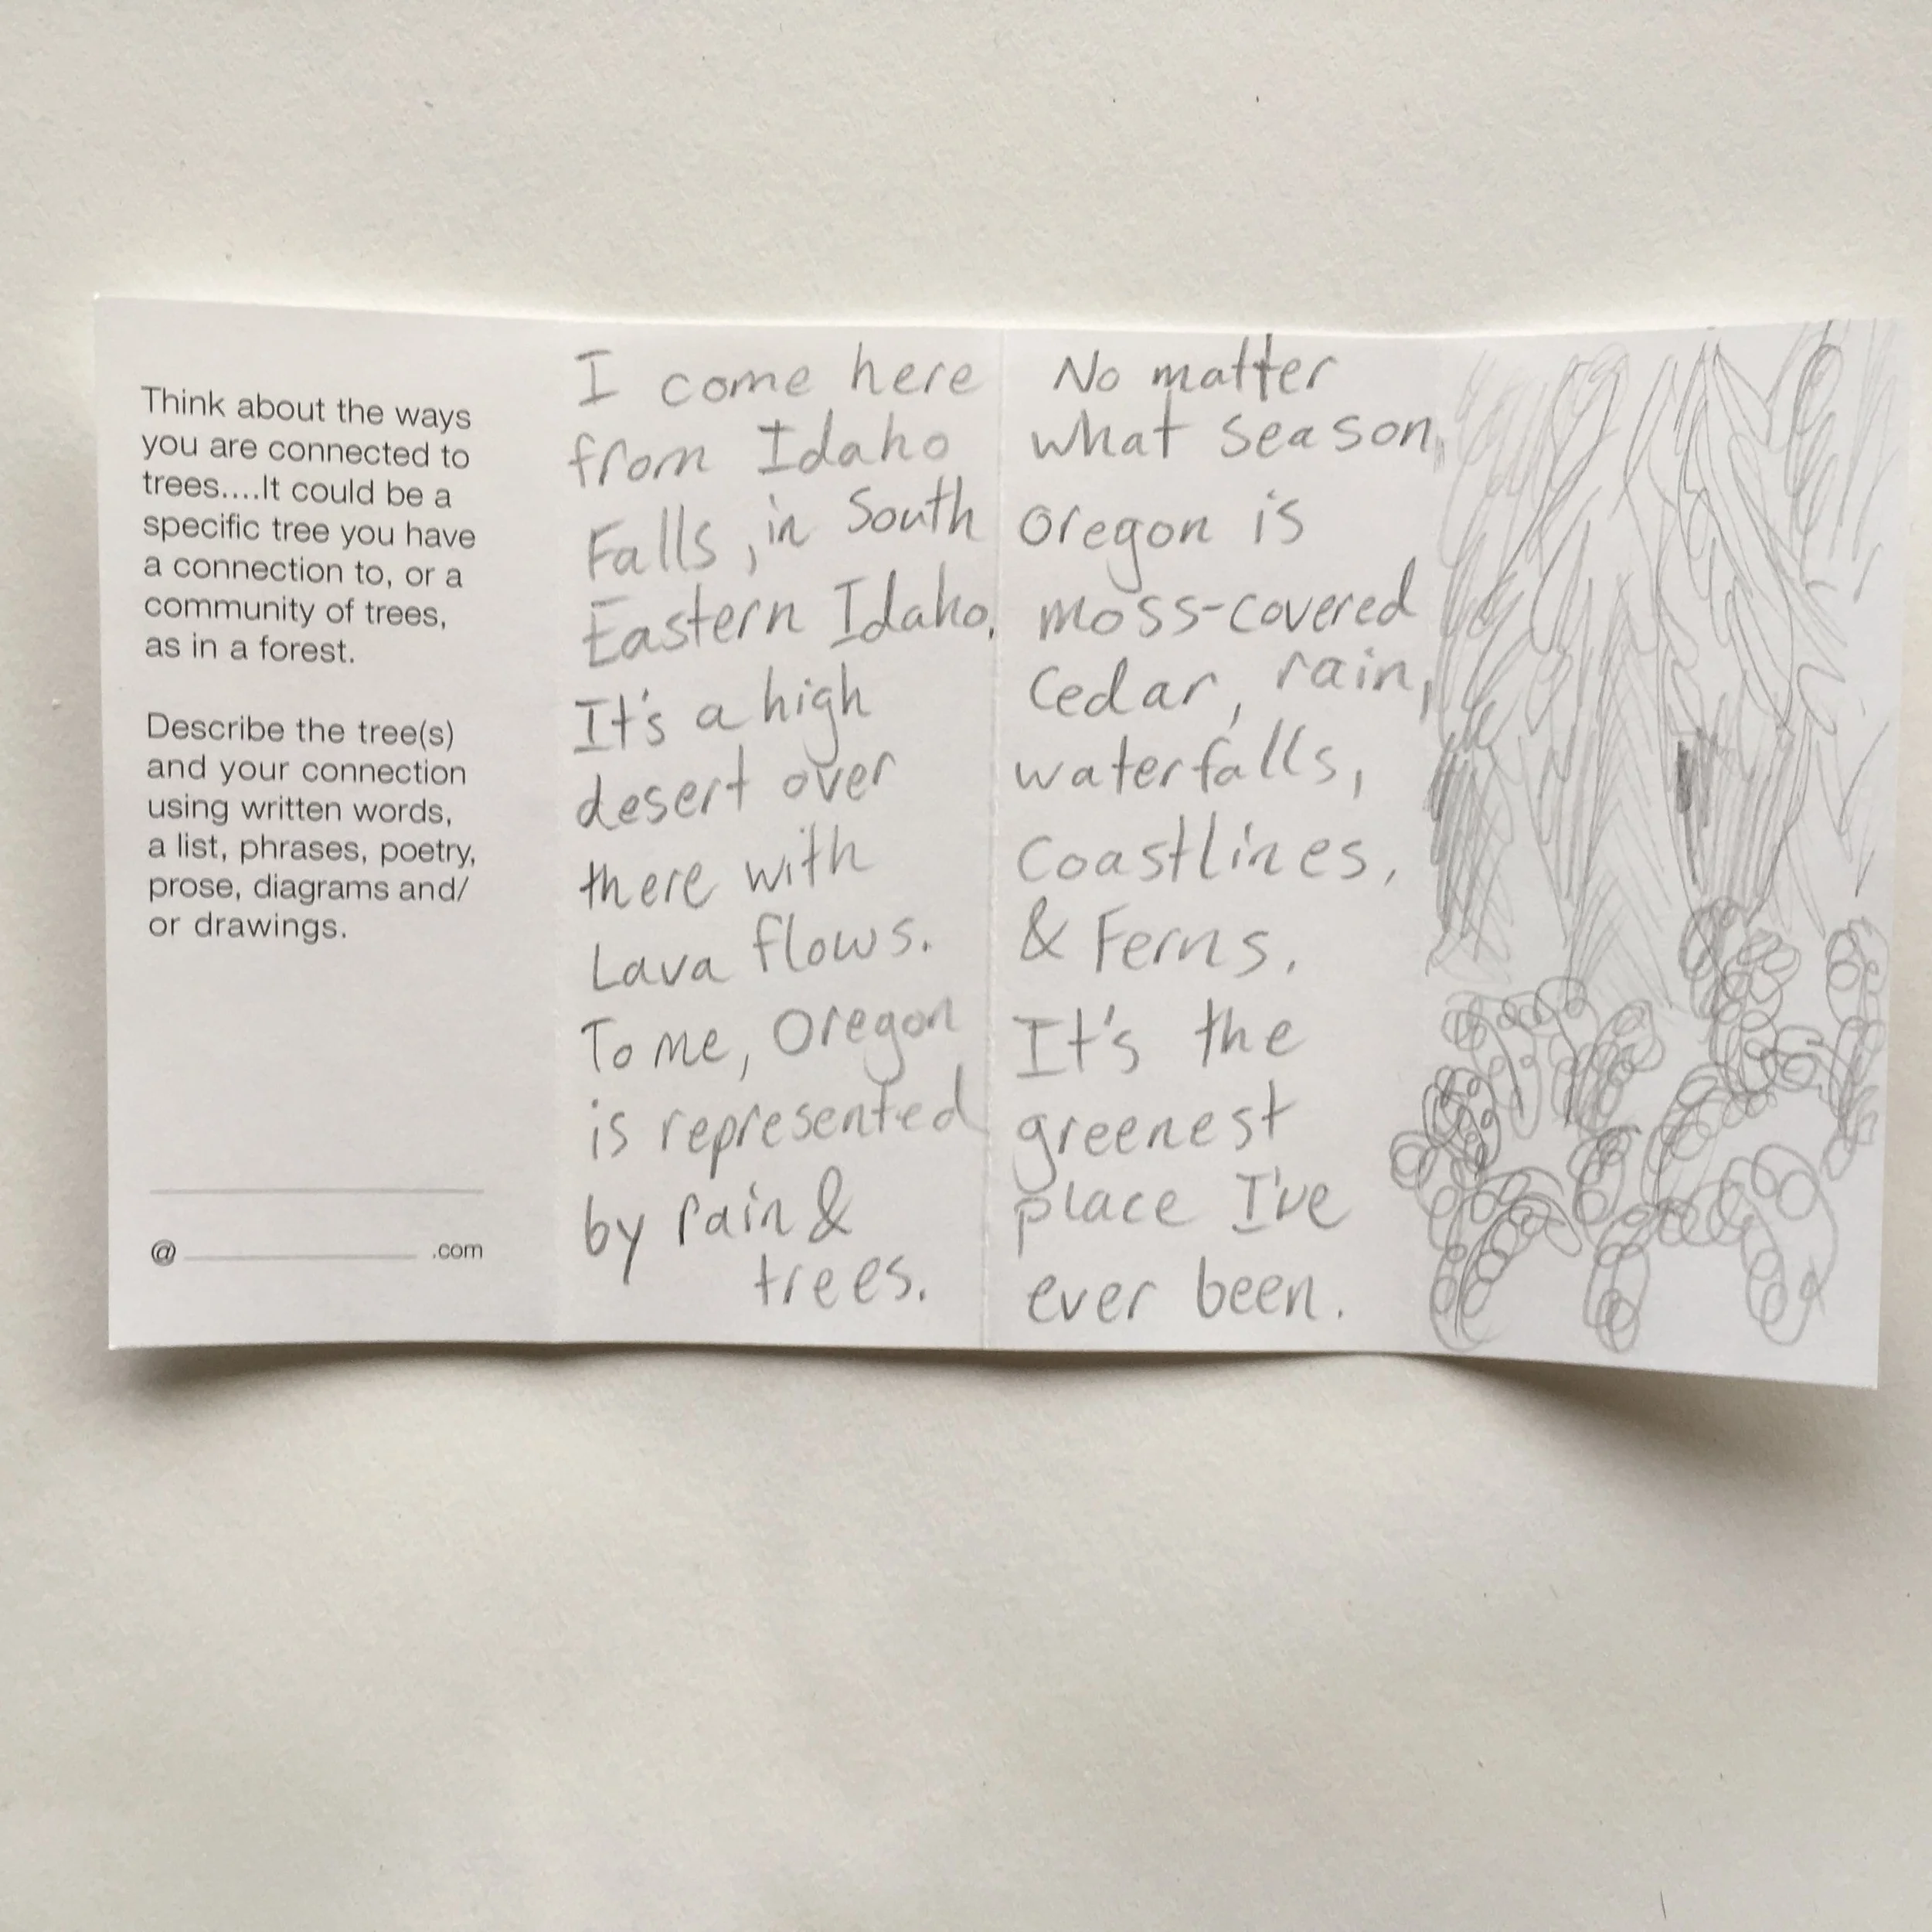 Think about the ways
you are connected to
trees....It could be a
specific tree you have
a connection to, or a
community of trees,
as in a forest.
Describe the tree(s)
and your connection
using written words,
a list, phrases, poetry,
prose, diagrams and/
or drawings.
@ .com
I come here
from Idaho
Falls, in South
Eastern Idaho.
It's a high
desert over
there with
Lava flows.
To me, Oregon
is represented
by rain &
trees.
No matter
what season,
Oregon is
moss-covered
Cedar, rain,
waterfalls,
Coastlines,
& Ferns.
It's the
greenest
place I've
ever been.